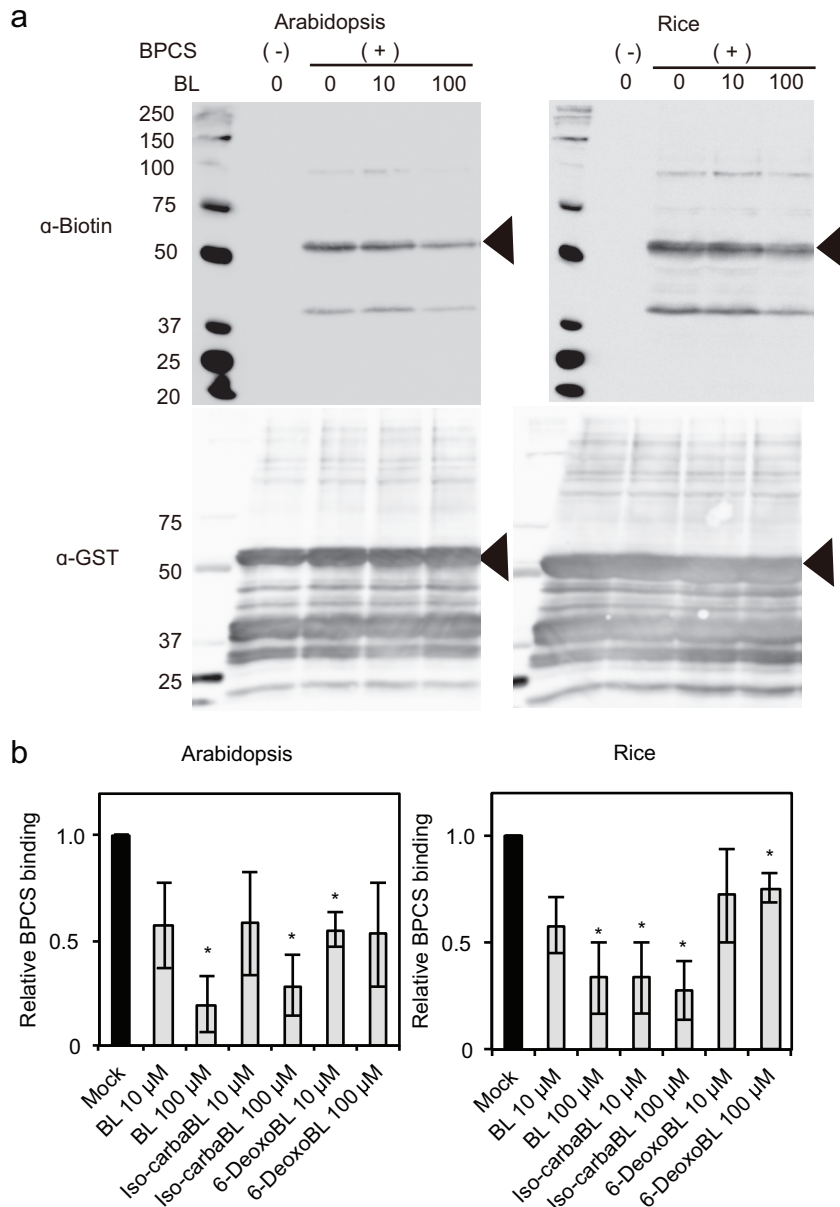 a
Arabidopsis
Rice
BPCS (-) (+) (-) (+)
BL 0 0 10 100 0 0 10 100
250
150
100
75
α-Biotin
50
37
25
20
75
α-GST
50
37
25
b
Arabidopsis
Rice
Relative BPCS binding
1.0
0.5
0
* * *
Mock
BL 10 μM
BL 100 μM
Iso-carbaBL 10 μM
Iso-carbaBL 100 μM
6-DeoxoBL 10 μM
6-DeoxoBL 100 μM
Relative BPCS binding
1.0
0.5
0
* * * *
Mock
BL 10 μM
BL 100 μM
Iso-carbaBL 10 μM
Iso-carbaBL 100 μM
6-DeoxoBL 10 μM
6-DeoxoBL 100 μM